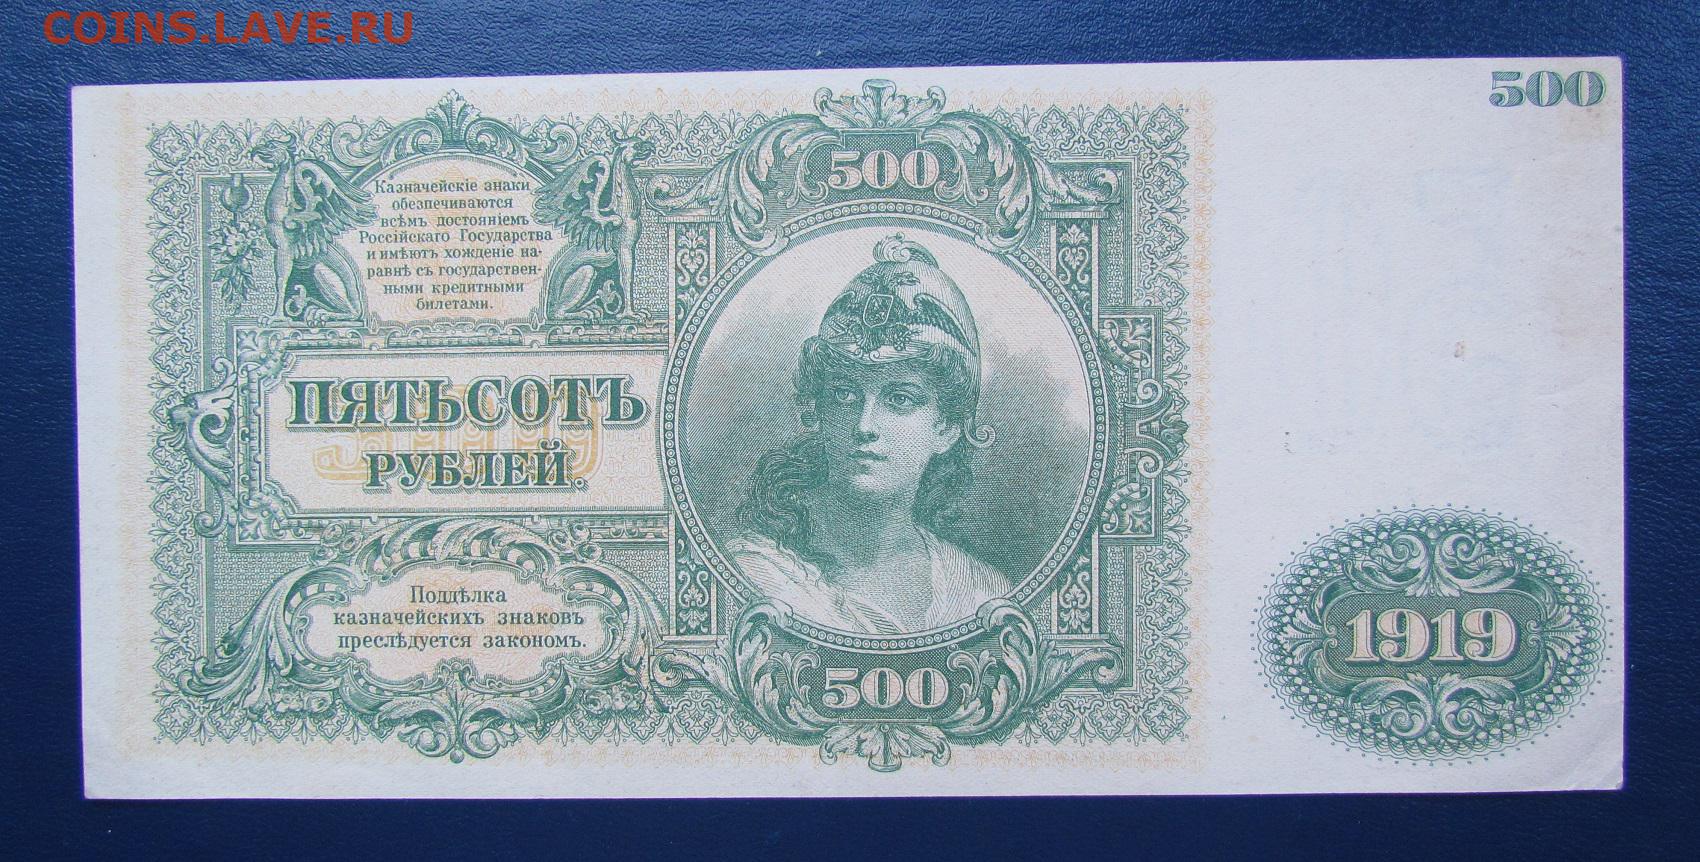 COINS.LAVE.RU
500
500
Казначейскіе знаки
обезпечиваются
всѣмъ достояніемъ
Россійскаго Государства
и имѣютъ хожденіе на-
равнѣ съ государствен-
ными кредитными
билетами.
ПЯТЬСОТЪ
РУБЛЕЙ.
Поддѣлка
казначейскихъ знаковъ
преслѣдуется закономъ.
500
1919